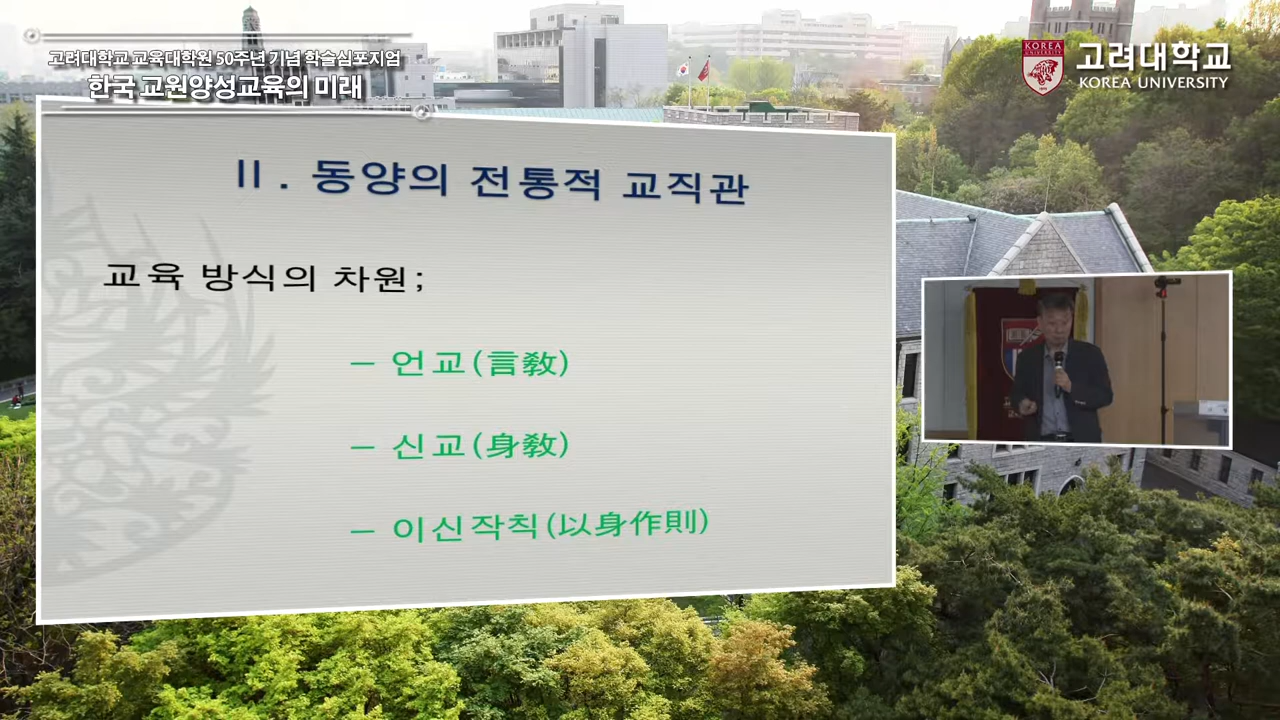 고려대학교 교육대학원 50주년 기념 학술심포지엄
한국 교원양성교육의 미래
KOREA
UNIVERSITY
고려대학교
KOREA UNIVERSITY
Ⅱ. 동양의 전통적 교직관
교육 방식의 차원;
– 언교(言敎)
– 신교(身敎)
– 이신작칙(以身作則)